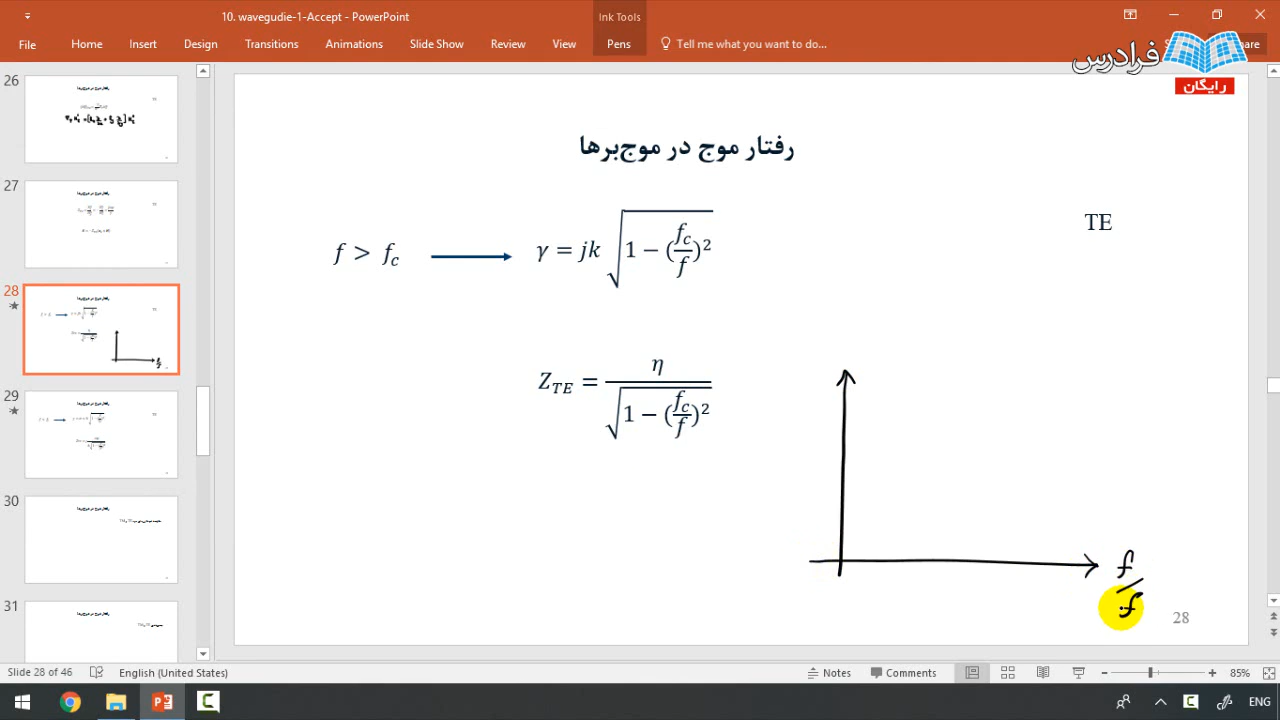 10. wavegudie-1-Accept - PowerPoint
Ink Tools
File Home Insert Design Transitions Animations Slide Show Review View Pens Tell me what you want to do...
فرادرس
رایگان
رفتار موج در موج‌برها
TE
f > f_c → γ = jk √(1 − (f_c/f)²)
Z_TE = η / √(1 − (f_c/f)²)
f
f
28
26
27
28
29
30
31
Slide 28 of 46 English (United States) Notes Comments 85%
ENG